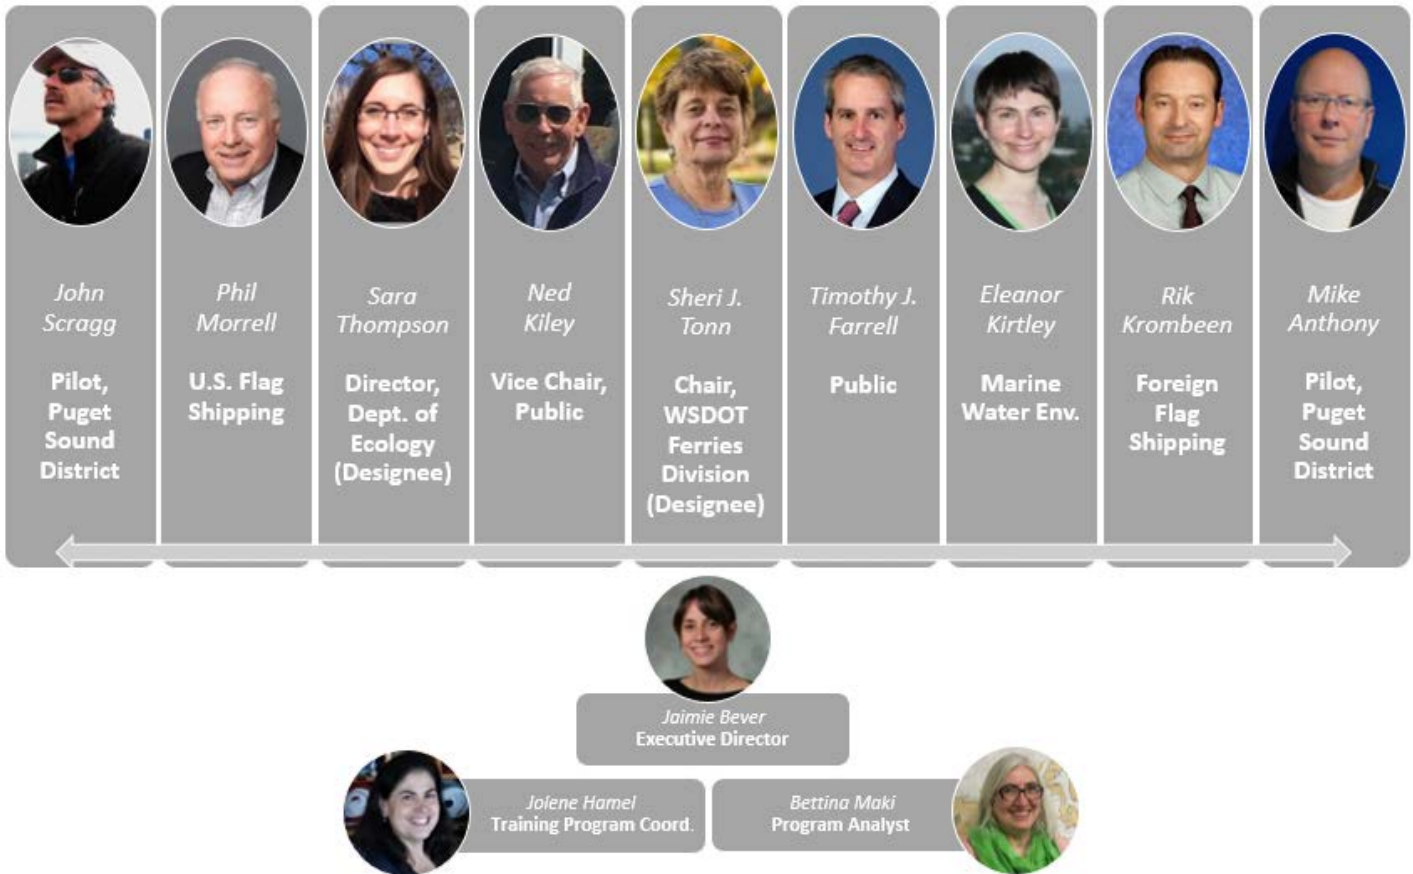 John
Scragg
Pilot,
Puget
Sound
District
Phil
Morrell
U.S. Flag
Shipping
Sara
Thompson
Director,
Dept. of
Ecology
(Designee)
Ned
Kiley
Vice Chair,
Public
Sheri J.
Tonn
Chair,
WSDOT
Ferries
Division
(Designee)
Timothy J.
Farrell
Public
Eleanor
Kirtley
Marine
Water Env.
Rik
Krombeen
Foreign
Flag
Shipping
Mike
Anthony
Pilot,
Puget
Sound
District
Jaimie Bever
Executive Director
Jolene Hamel
Training Program Coord.
Bettina Maki
Program Analyst